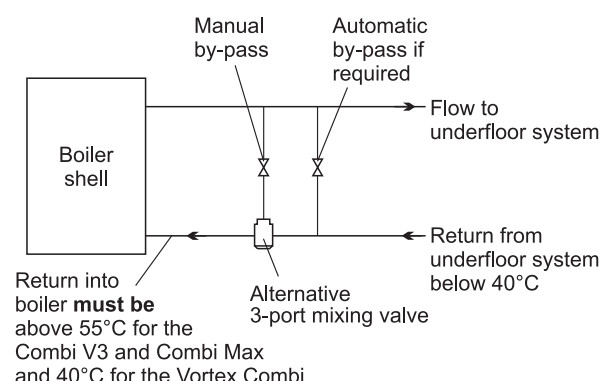 Manual
by-pass
Automatic
by-pass if
required
Flow to
underfloor system
Boiler
shell
Return from
underfloor system
below 40°C
Alternative
3-port mixing valve
Return into
boiler must be
above 55°C for the
Combi V3 and Combi Max
and 40°C for the Vortex Combi